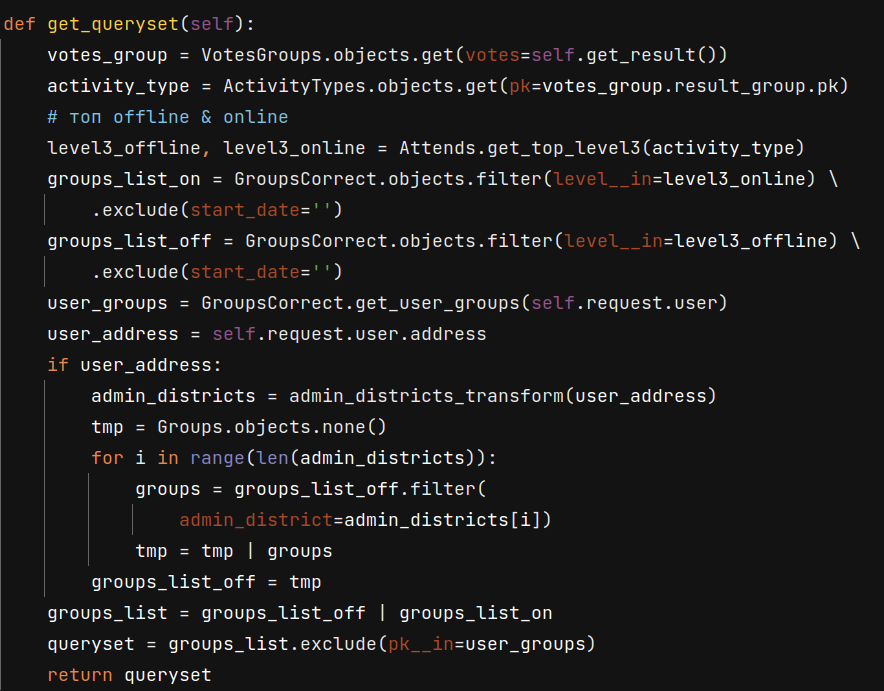 def get_queryset(self):
    votes_group = VotesGroups.objects.get(votes=self.get_result())
    activity_type = ActivityTypes.objects.get(pk=votes_group.result_group.pk)
    # топ offline & online
    level3_offline, level3_online = Attends.get_top_level3(activity_type)
    groups_list_on = GroupsCorrect.objects.filter(level__in=level3_online) \
        .exclude(start_date='')
    groups_list_off = GroupsCorrect.objects.filter(level__in=level3_offline) \
        .exclude(start_date='')
    user_groups = GroupsCorrect.get_user_groups(self.request.user)
    user_address = self.request.user.address
    if user_address:
        admin_districts = admin_districts_transform(user_address)
        tmp = Groups.objects.none()
        for i in range(len(admin_districts)):
            groups = groups_list_off.filter(
                admin_district=admin_districts[i])
            tmp = tmp | groups
        groups_list_off = tmp
    groups_list = groups_list_off | groups_list_on
    queryset = groups_list.exclude(pk__in=user_groups)
    return queryset